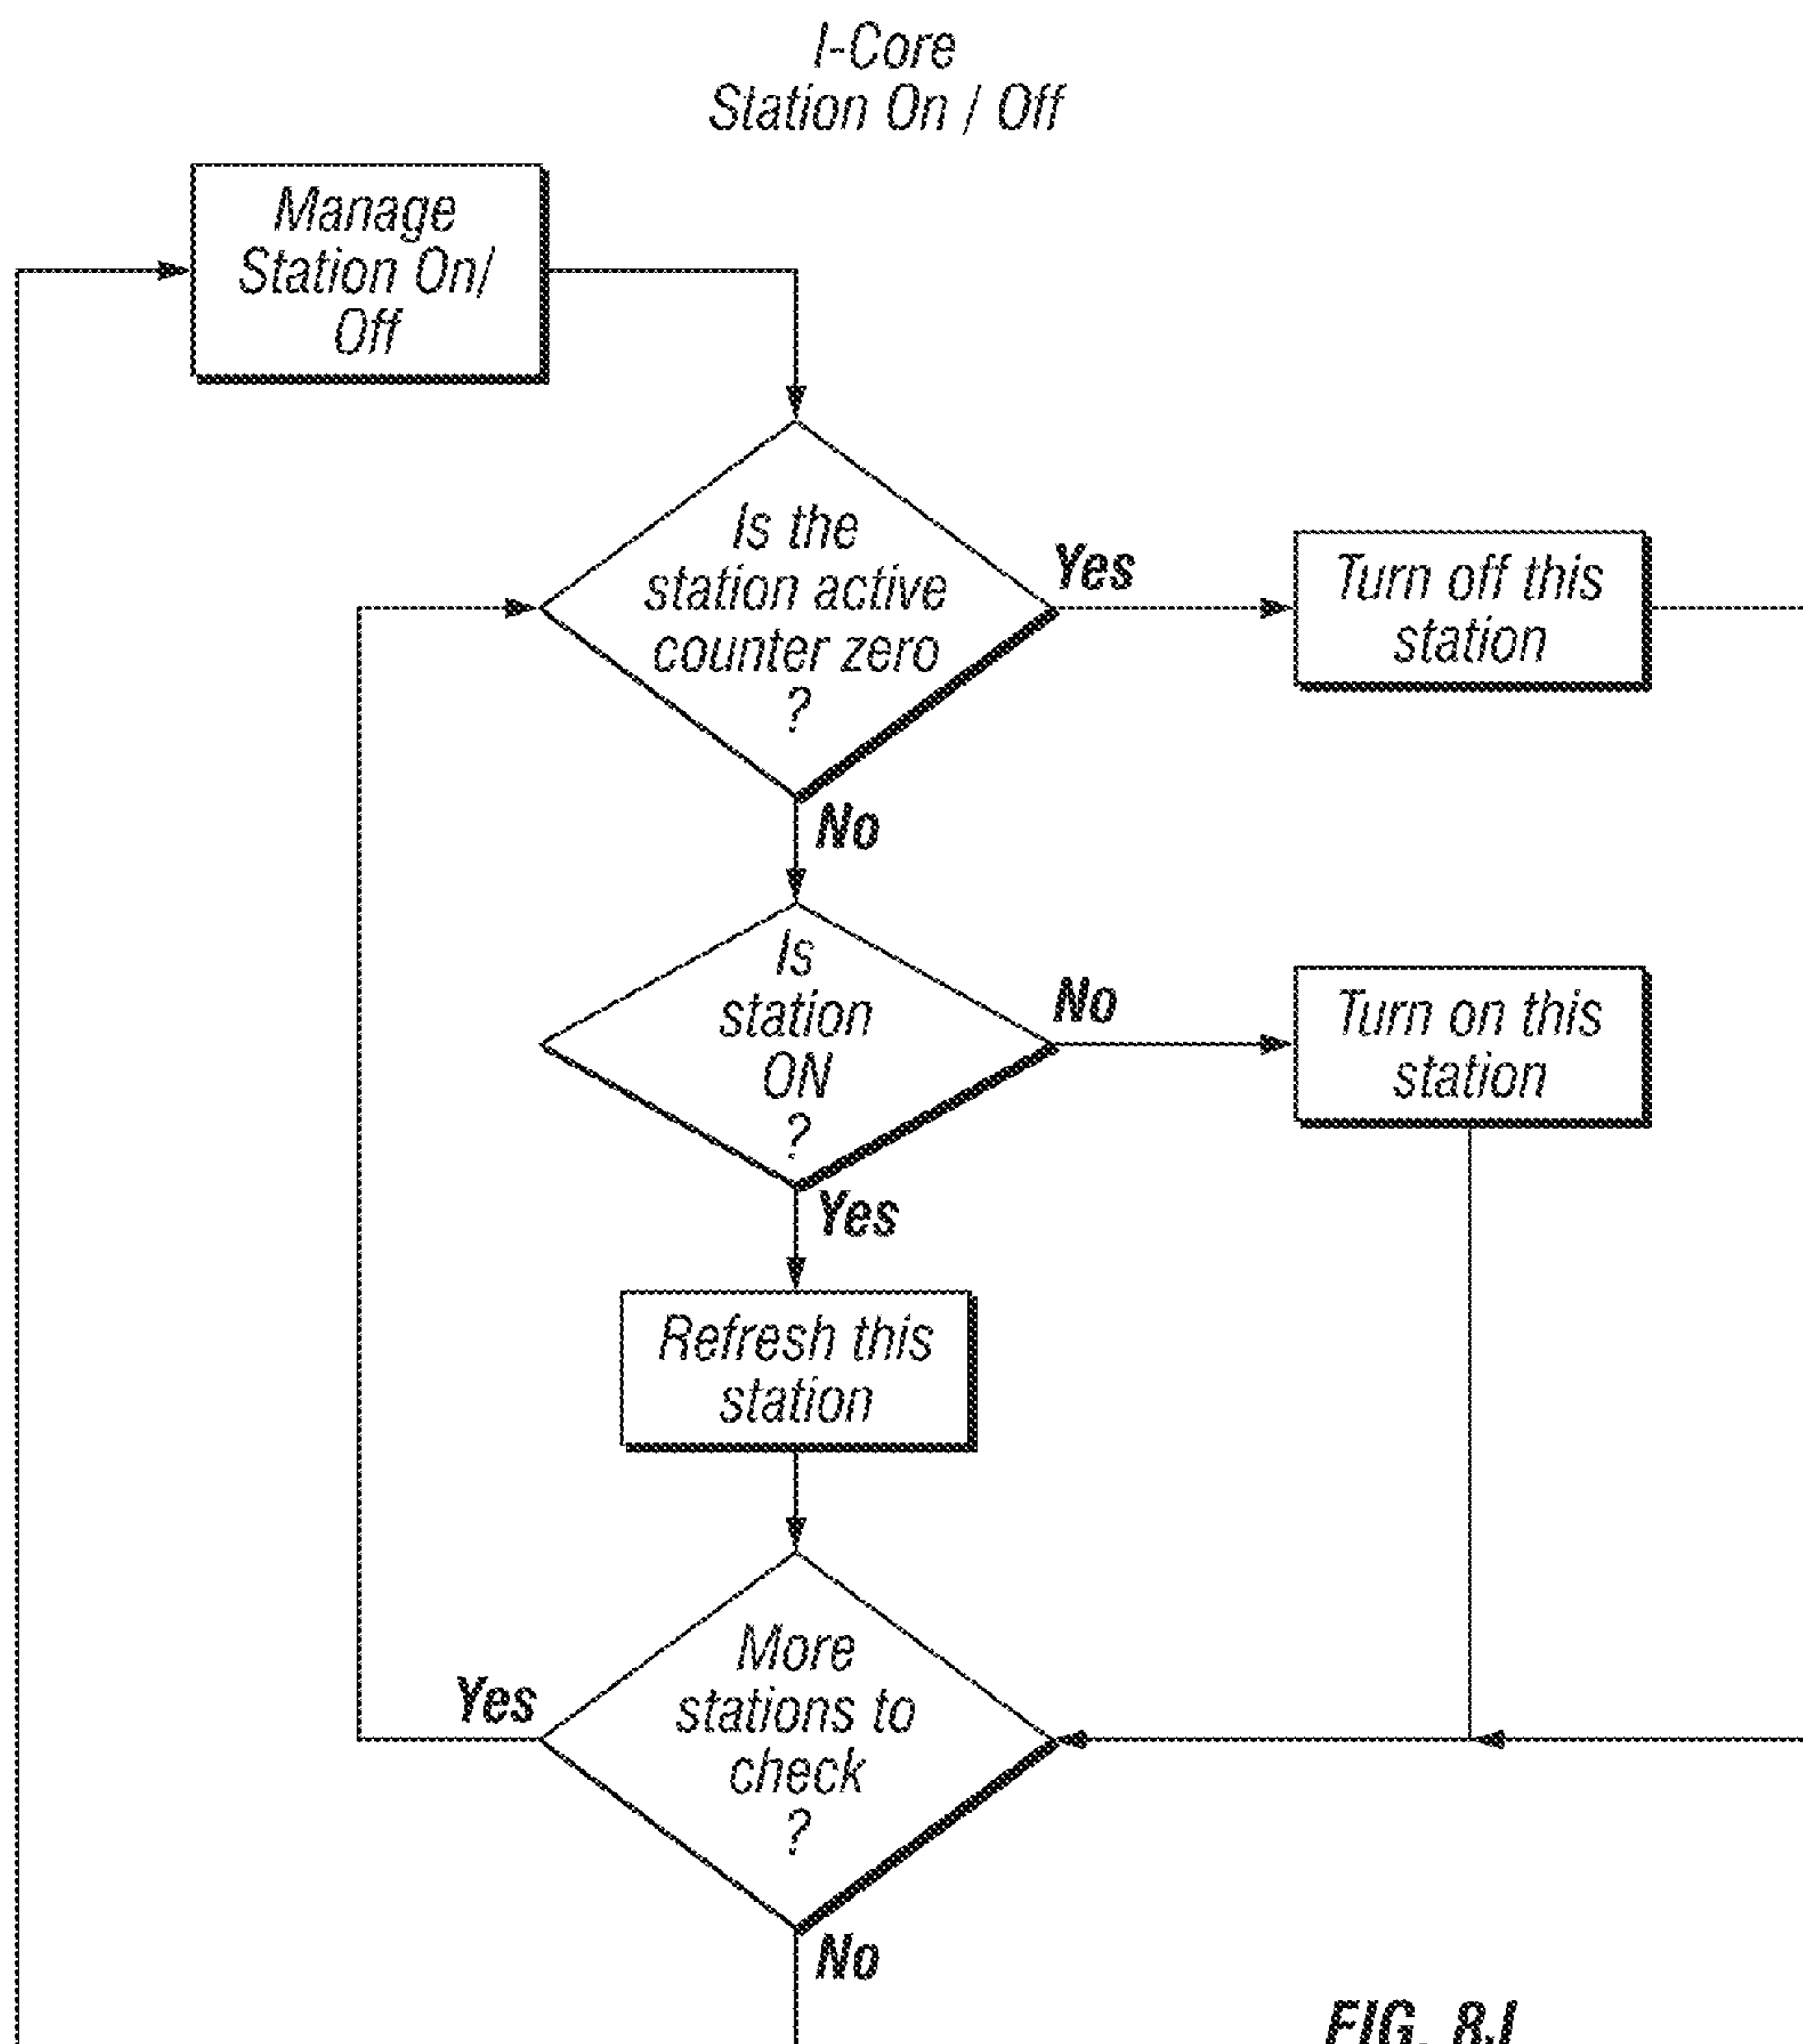 I-Core
Station On / Off
Manage
Station On/
Off
Is the
station active
counter zero
?
Yes
Turn off this
station
No
Is
station
ON
?
No
Turn on this
station
Yes
Refresh this
station
More
stations to
check
?
Yes
No
FIG. 8J